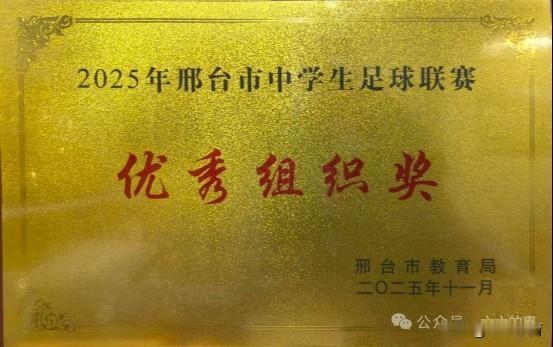 2025年邢台市中学生足球联赛
优秀组织奖
邢台市教育局
二〇二五年十一月
公众号